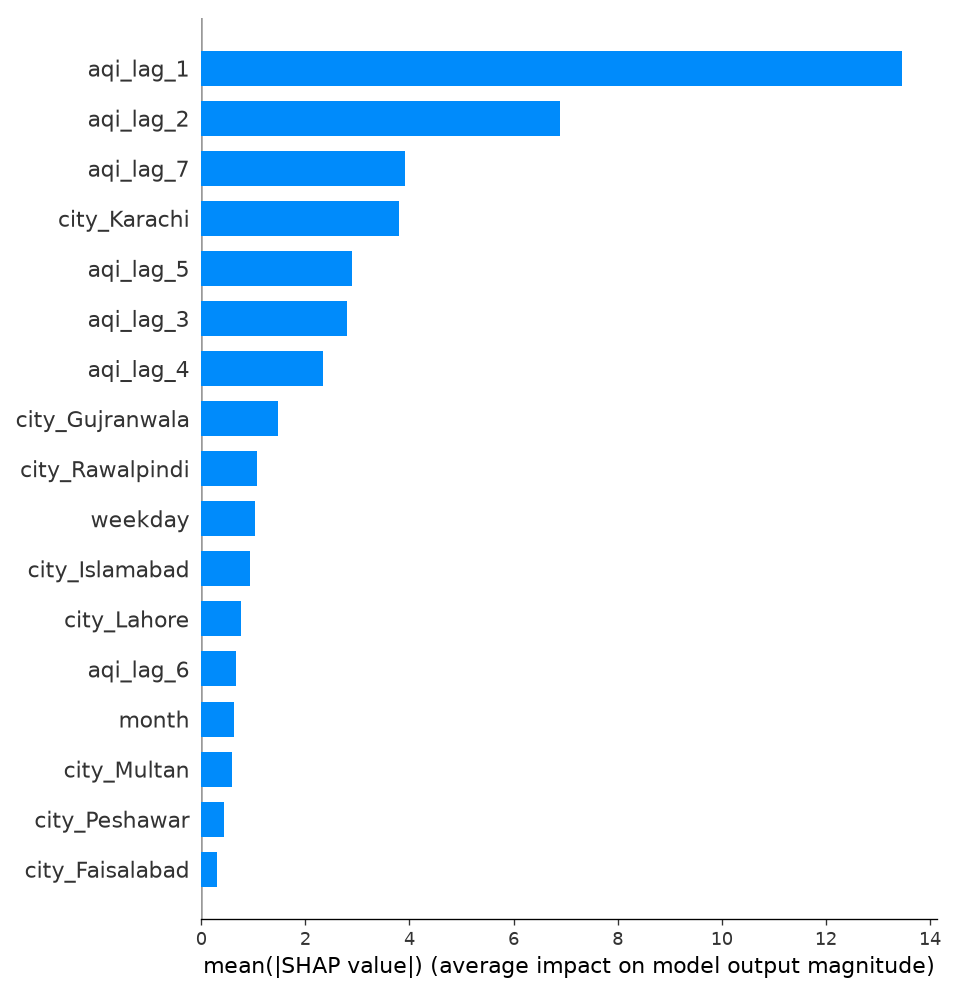 aqi_lag_1
aqi_lag_2
aqi_lag_7
city_Karachi
aqi_lag_5
aqi_lag_3
aqi_lag_4
city_Gujranwala
city_Rawalpindi
weekday
city_Islamabad
city_Lahore
aqi_lag_6
month
city_Multan
city_Peshawar
city_Faisalabad
0 2 4 6 8 10 12 14
mean(|SHAP value|) (average impact on model output magnitude)